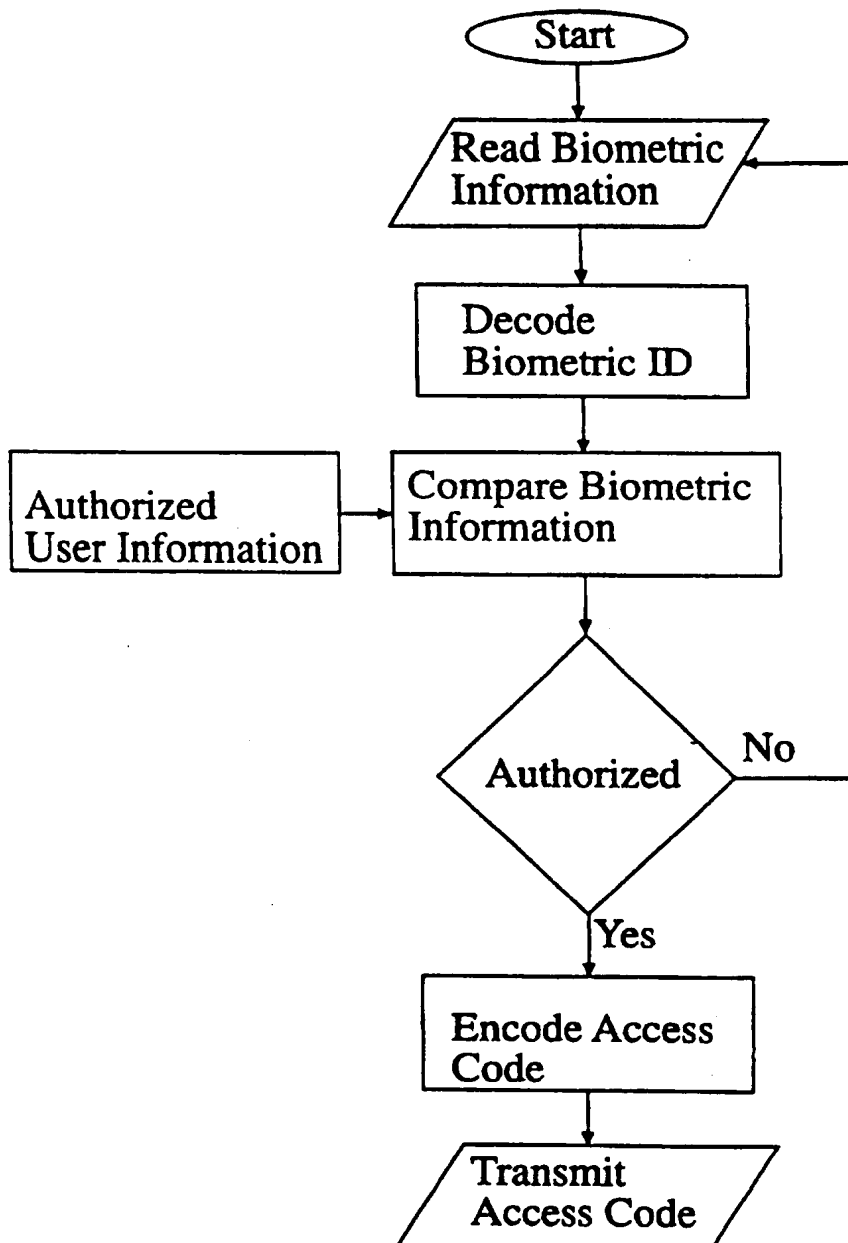 Start
Read Biometric
Information
Decode
Biometric ID
Authorized
User Information
Compare Biometric
Information
Authorized
No
Yes
Encode Access
Code
Transmit
Access Code